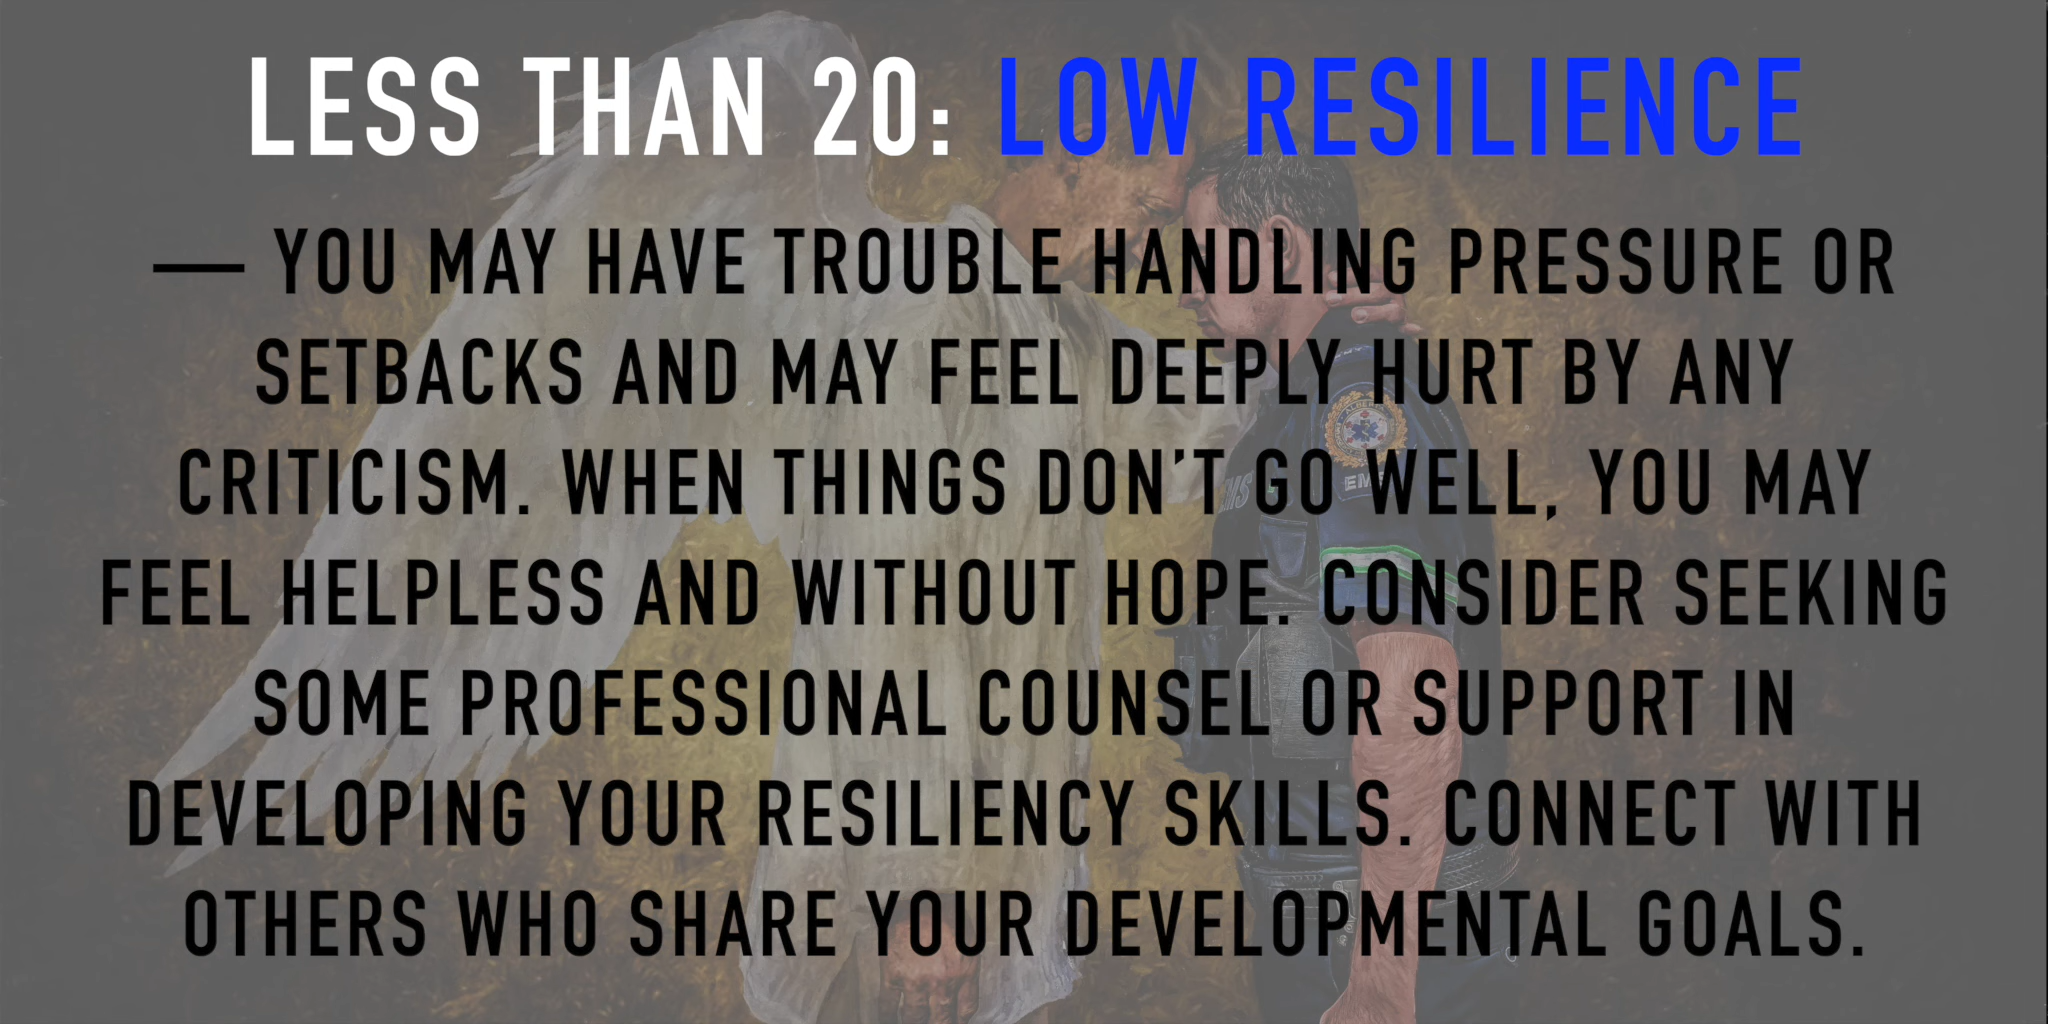 LESS THAN 20: LOW RESILIENCE
— YOU MAY HAVE TROUBLE HANDLING PRESSURE OR
SETBACKS AND MAY FEEL DEEPLY HURT BY ANY
CRITICISM. WHEN THINGS DON'T GO WELL, YOU MAY
FEEL HELPLESS AND WITHOUT HOPE. CONSIDER SEEKING
SOME PROFESSIONAL COUNSEL OR SUPPORT IN
DEVELOPING YOUR RESILIENCY SKILLS. CONNECT WITH
OTHERS WHO SHARE YOUR DEVELOPMENTAL GOALS.
EMS